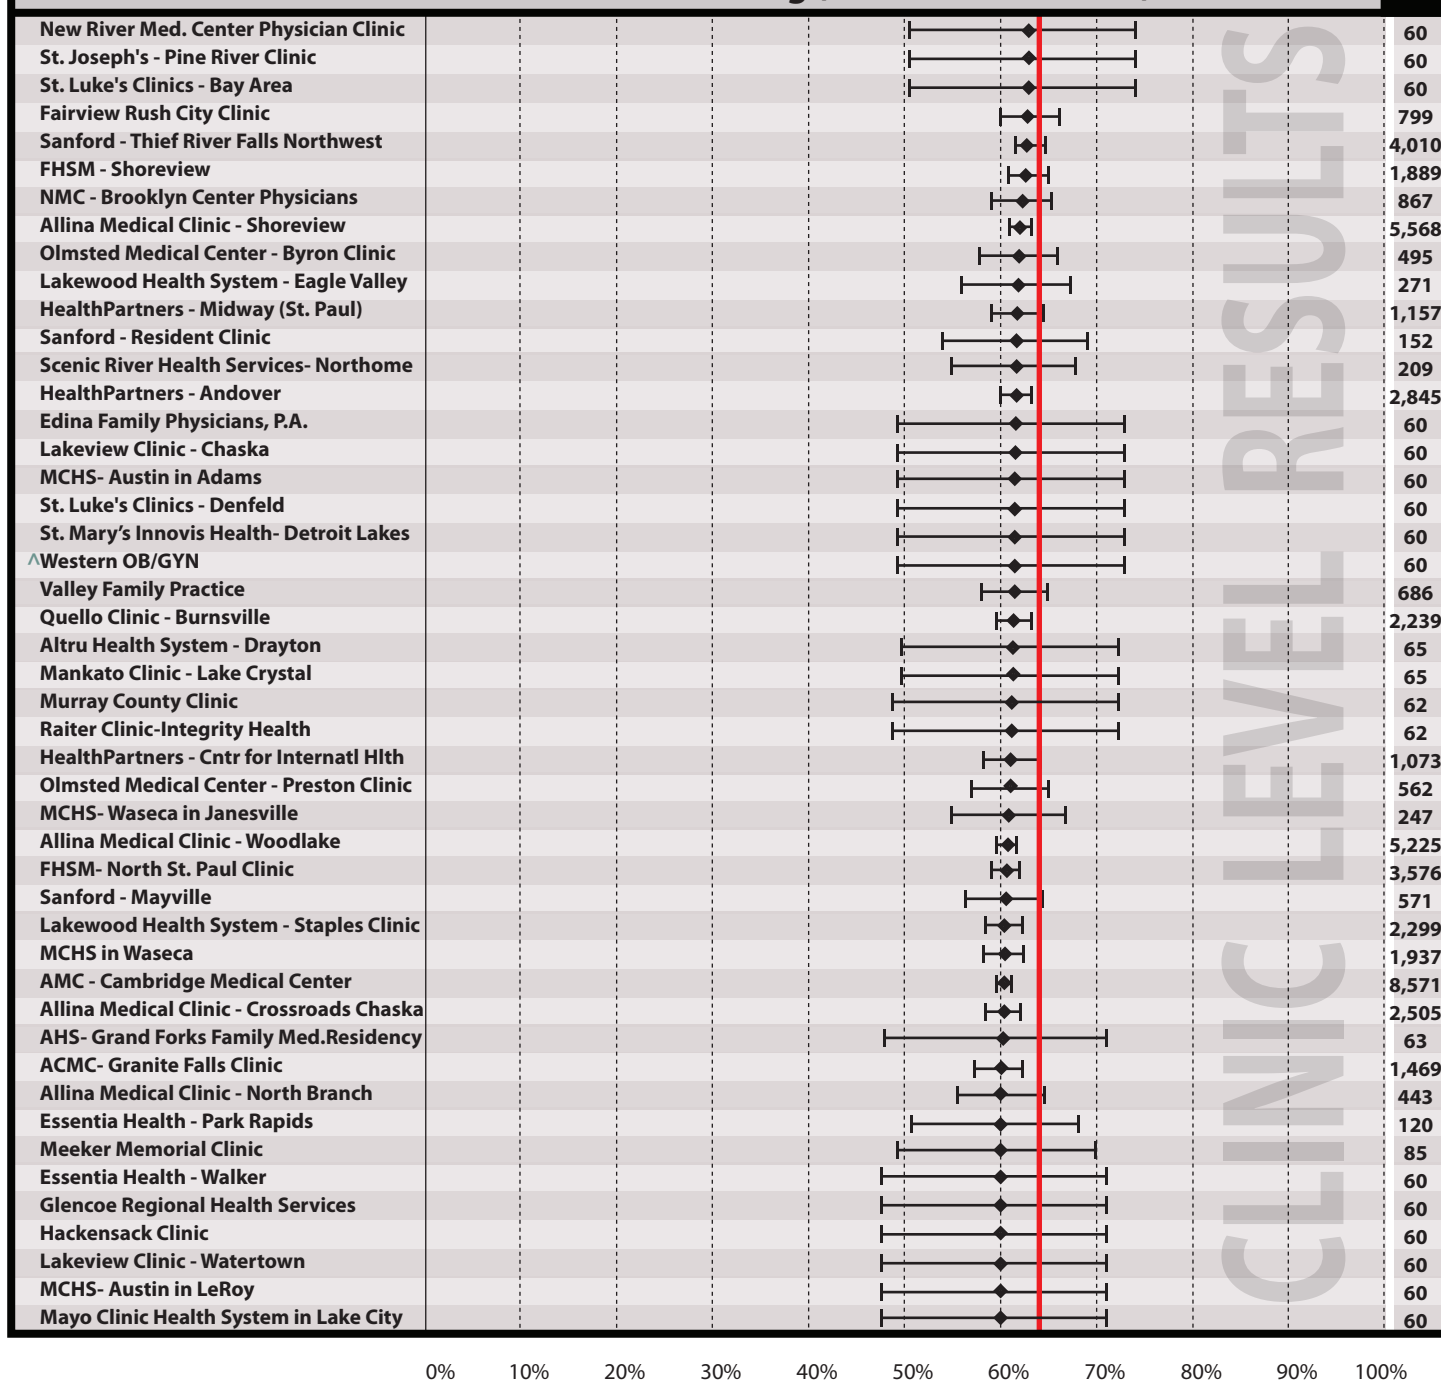 New River Med. Center Physician Clinic 60
St. Joseph's - Pine River Clinic 60
St. Luke's Clinics - Bay Area 60
Fairview Rush City Clinic 799
Sanford - Thief River Falls Northwest 4,010
FHSM - Shoreview 1,889
NMC - Brooklyn Center Physicians 867
Allina Medical Clinic - Shoreview 5,568
Olmsted Medical Center - Byron Clinic 495
Lakewood Health System - Eagle Valley 271
HealthPartners - Midway (St. Paul) 1,157
Sanford - Resident Clinic 152
Scenic River Health Services- Northome 209
HealthPartners - Andover 2,845
Edina Family Physicians, P.A. 60
Lakeview Clinic - Chaska 60
MCHS- Austin in Adams 60
St. Luke's Clinics - Denfeld 60
St. Mary’s Innovis Health- Detroit Lakes 60
^Western OB/GYN 60
Valley Family Practice 686
Quello Clinic - Burnsville 2,239
Altru Health System - Drayton 65
Mankato Clinic - Lake Crystal 65
Murray County Clinic 62
Raiter Clinic-Integrity Health 62
HealthPartners - Cntr for Internatl Hlth 1,073
Olmsted Medical Center - Preston Clinic 562
MCHS- Waseca in Janesville 247
Allina Medical Clinic - Woodlake 5,225
FHSM- North St. Paul Clinic 3,576
Sanford - Mayville 571
Lakewood Health System - Staples Clinic 2,299
MCHS in Waseca 1,937
AMC - Cambridge Medical Center 8,571
Allina Medical Clinic - Crossroads Chaska 2,505
AHS- Grand Forks Family Med.Residency 63
ACMC- Granite Falls Clinic 1,469
Allina Medical Clinic - North Branch 443
Essentia Health - Park Rapids 120
Meeker Memorial Clinic 85
Essentia Health - Walker 60
Glencoe Regional Health Services 60
Hackensack Clinic 60
Lakeview Clinic - Watertown 60
MCHS- Austin in LeRoy 60
Mayo Clinic Health System in Lake City 60
CLINIC LEVEL RESULTS
0% 10% 20% 30% 40% 50% 60% 70% 80% 90% 100%